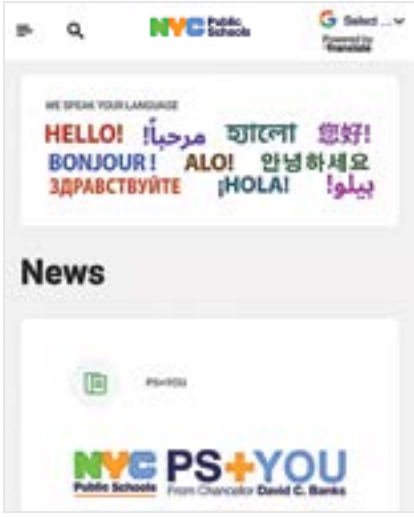 NYC Public Schools
Select ...
Powered by
Translate
WE SPEAK YOUR LANGUAGE
HELLO! مرحباً! হ্যালো 您好!
BONJOUR! ALO! 안녕하세요
ЗДРАВСТВУЙТЕ ¡HOLA! ہیلو!
News
PS+YOU
NYC Public Schools PS+YOU
From Chancellor David C. Banks